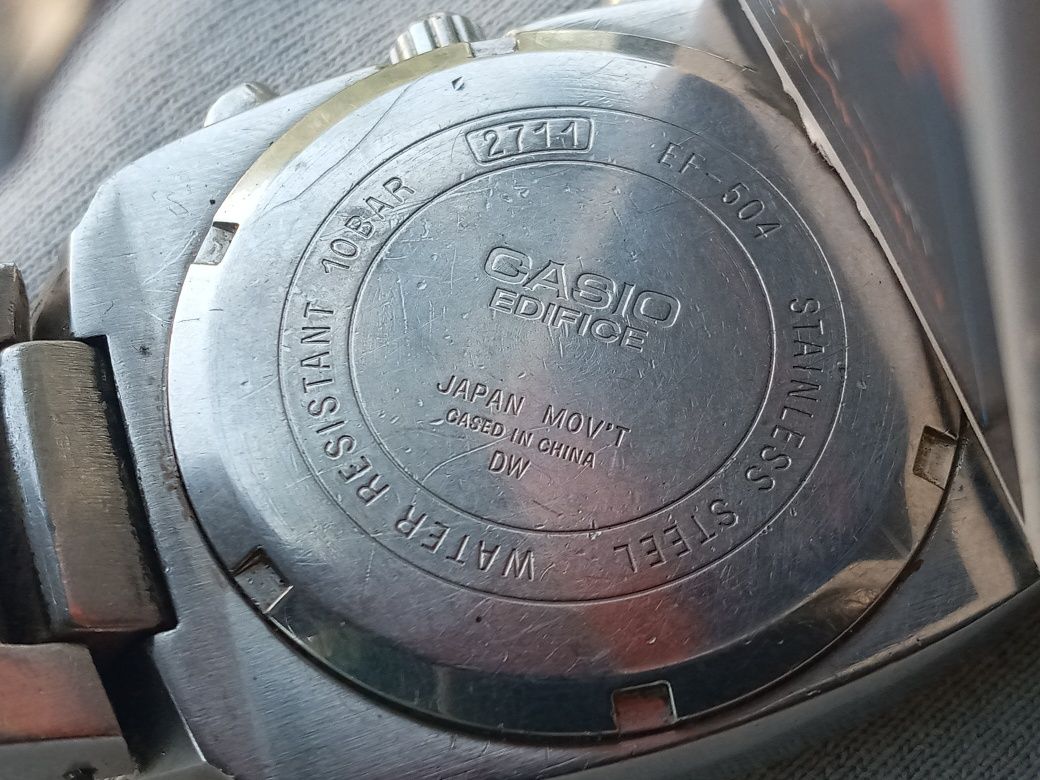 2711
EF-504
STAINLESS STEEL
WATER RESISTANT 10BAR
CASIO
EDIFICE
JAPAN MOV'T
CASED IN CHINA
DW